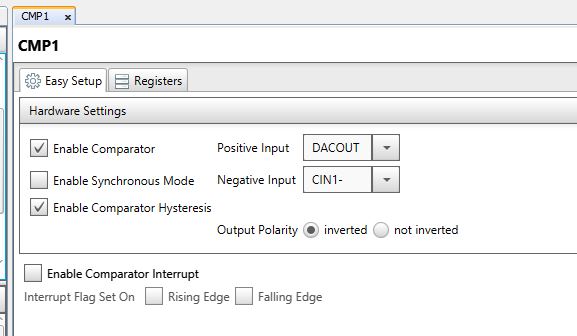 CMP1 x
CMP1
Easy Setup Registers
Hardware Settings
Enable Comparator Positive Input DACOUT
Enable Synchronous Mode Negative Input CIN1-
Enable Comparator Hysteresis
Output Polarity inverted not inverted
Enable Comparator Interrupt
Interrupt Flag Set On Rising Edge Falling Edge